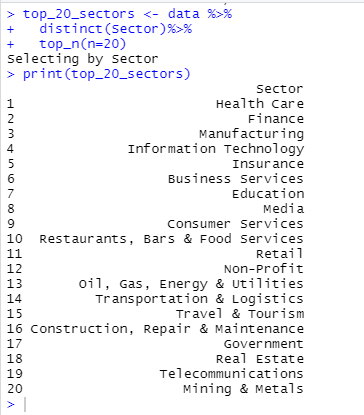 > top_20_sectors <- data %>%
+   distinct(Sector)%>%
+   top_n(n=20)
Selecting by Sector
> print(top_20_sectors)
Sector
1 Health Care
2 Finance
3 Manufacturing
4 Information Technology
5 Insurance
6 Business Services
7 Education
8 Media
9 Consumer Services
10 Restaurants, Bars & Food Services
11 Retail
12 Non-Profit
13 Oil, Gas, Energy & Utilities
14 Transportation & Logistics
15 Travel & Tourism
16 Construction, Repair & Maintenance
17 Government
18 Real Estate
19 Telecommunications
20 Mining & Metals
>